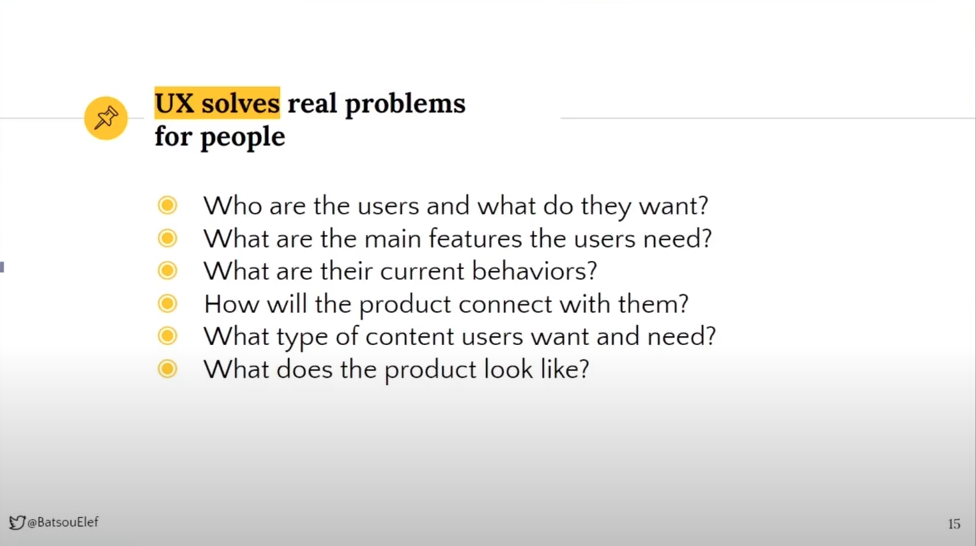 UX solves real problems
for people
Who are the users and what do they want?
What are the main features the users need?
What are their current behaviors?
How will the product connect with them?
What type of content users want and need?
What does the product look like?
@BatsouElef
15